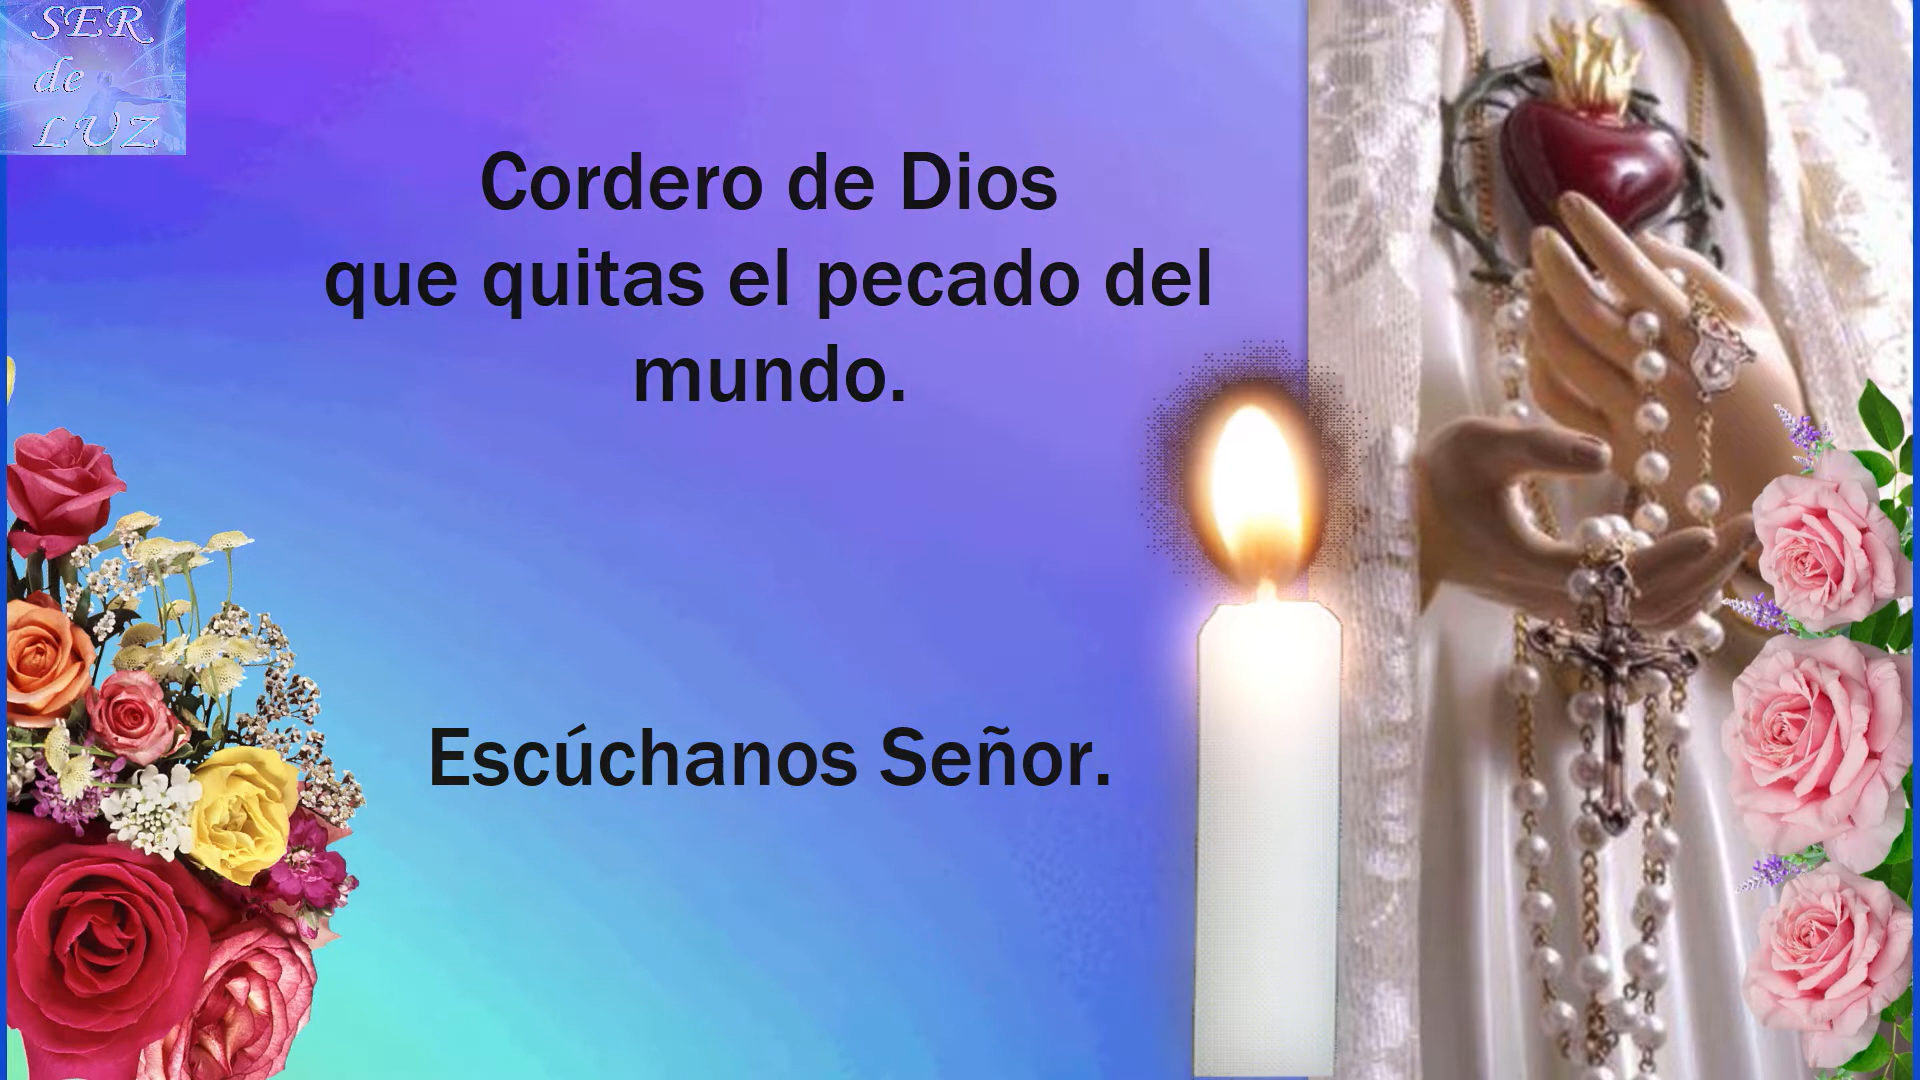 SER
de
LUZ
Cordero de Dios
que quitas el pecado del
mundo.
Escúchanos Señor.